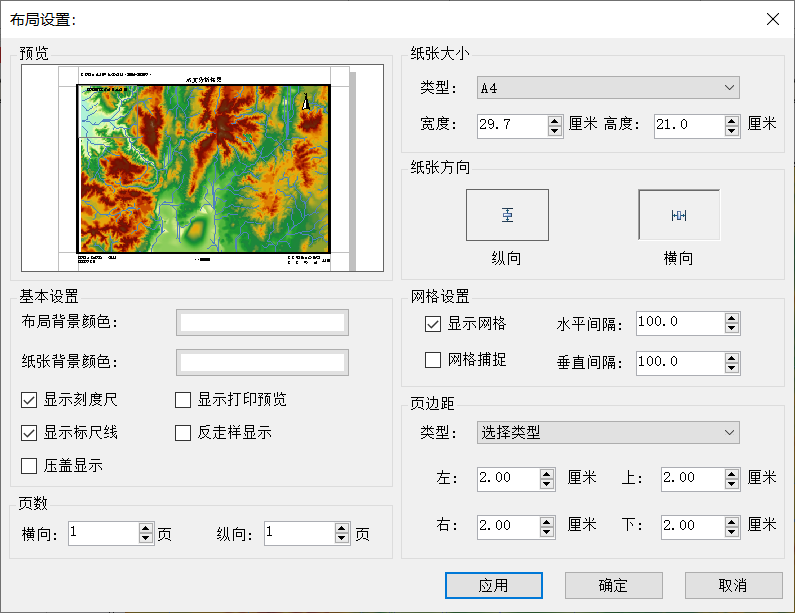 布局设置:
预览
基本设置
布局背景颜色:
纸张背景颜色:
显示刻度尺
显示打印预览
显示标尺线
反走样显示
压盖显示
页数
横向: 1 页
纵向: 1 页
纸张大小
类型: A4
宽度: 29.7 厘米 高度: 21.0 厘米
纸张方向
纵向
横向
网格设置
显示网格
水平间隔: 100.0
网格捕捉
垂直间隔: 100.0
页边距
类型: 选择类型
左: 2.00 厘米 上: 2.00 厘米
右: 2.00 厘米 下: 2.00 厘米
应用
确定
取消